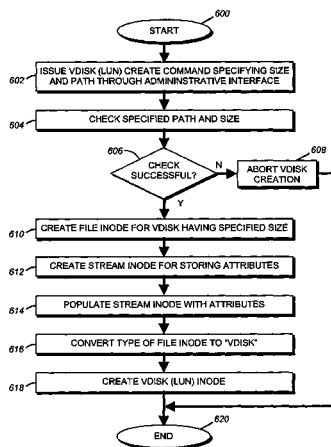 600
START
602
ISSUE VDISK (LUN) CREATE COMMAND SPECIFYING SIZE
AND PATH THROUGH ADMININSTRATIVE INTERFACE
604
CHECK SPECIFIED PATH AND SIZE
606
CHECK
SUCCESSFUL?
N
608
ABORT VDISK
CREATION
Y
610
CREATE FILE INODE FOR VDISK HAVING SPECIFIED SIZE
612
CREATE STREAM INODE FOR STORING ATTRIBUTES
614
POPULATE STREAM INODE WITH ATTRIBUTES
616
CONVERT TYPE OF FILE INODE TO "VDISK"
618
CREATE VDISK (LUN) INODE
END
620